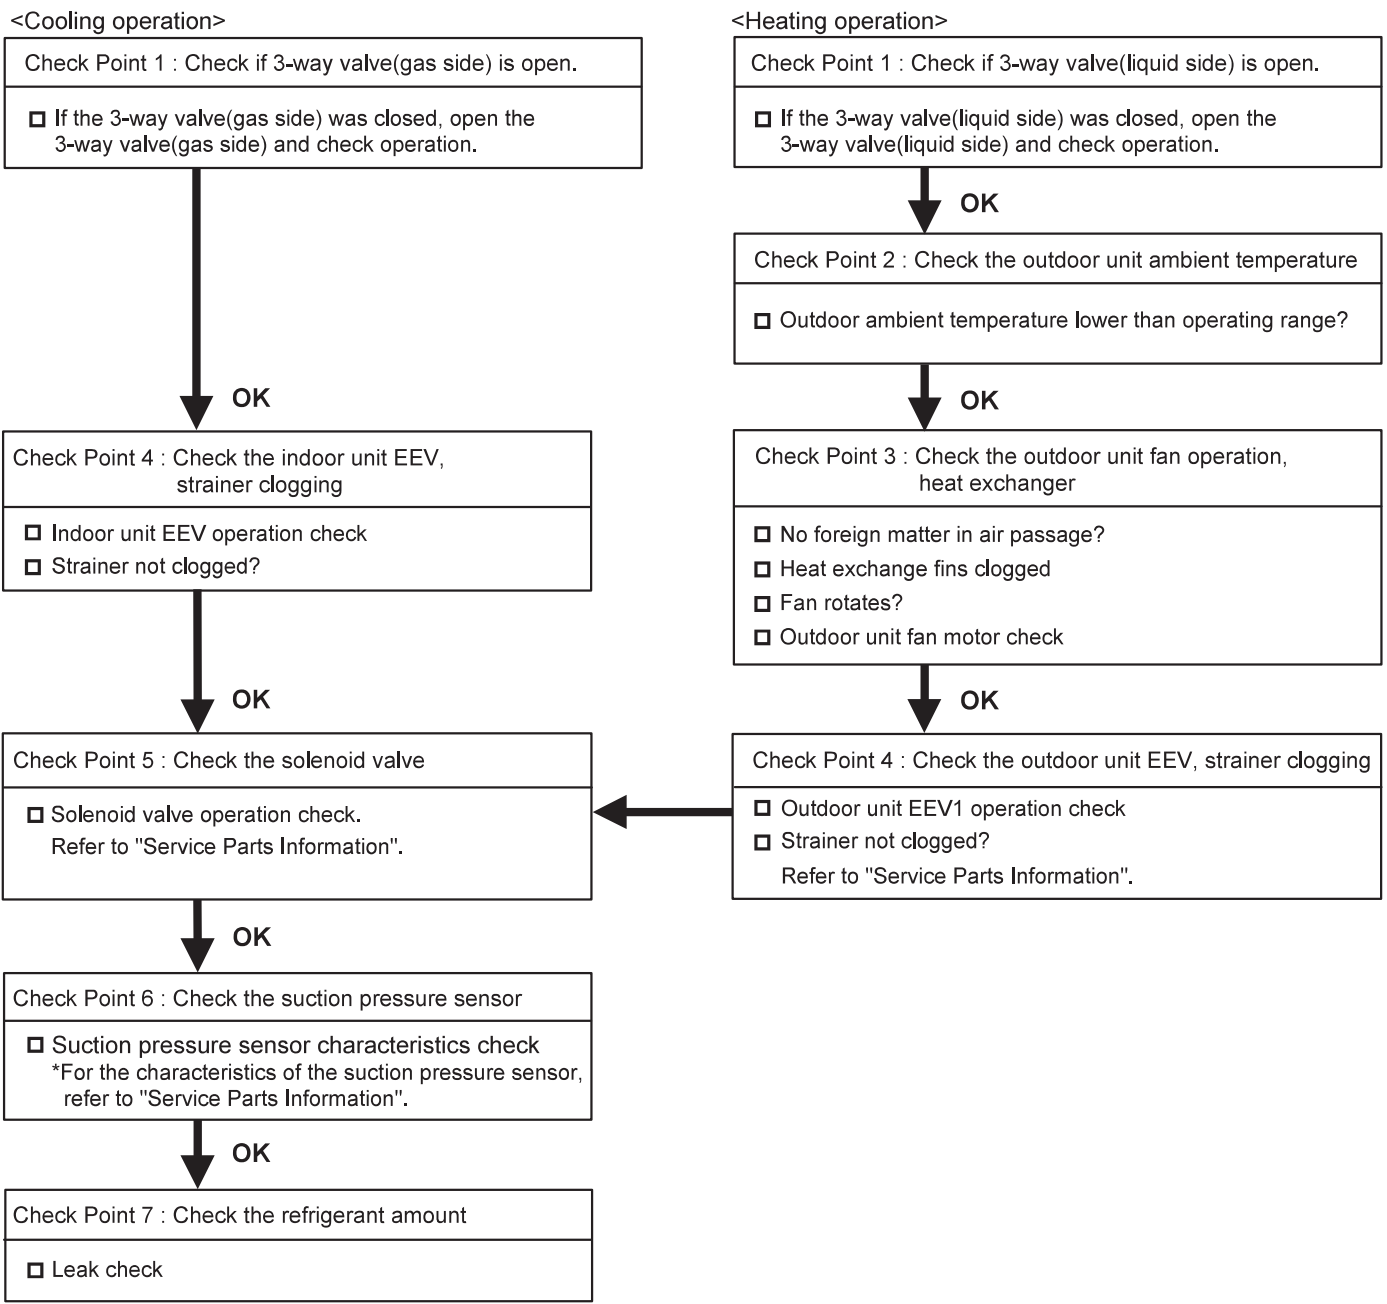 <Cooling operation>
Check Point 1 : Check if 3-way valve(gas side) is open.
If the 3-way valve(gas side) was closed, open the
3-way valve(gas side) and check operation.
OK
Check Point 4 : Check the indoor unit EEV,
strainer clogging
Indoor unit EEV operation check
Strainer not clogged?
OK
Check Point 5 : Check the solenoid valve
Solenoid valve operation check.
Refer to "Service Parts Information".
OK
Check Point 6 : Check the suction pressure sensor
Suction pressure sensor characteristics check
*For the characteristics of the suction pressure sensor,
refer to "Service Parts Information".
OK
Check Point 7 : Check the refrigerant amount
Leak check
<Heating operation>
Check Point 1 : Check if 3-way valve(liquid side) is open.
If the 3-way valve(liquid side) was closed, open the
3-way valve(liquid side) and check operation.
OK
Check Point 2 : Check the outdoor unit ambient temperature
Outdoor ambient temperature lower than operating range?
OK
Check Point 3 : Check the outdoor unit fan operation,
heat exchanger
No foreign matter in air passage?
Heat exchange fins clogged
Fan rotates?
Outdoor unit fan motor check
OK
Check Point 4 : Check the outdoor unit EEV, strainer clogging
Outdoor unit EEV1 operation check
Strainer not clogged?
Refer to "Service Parts Information".